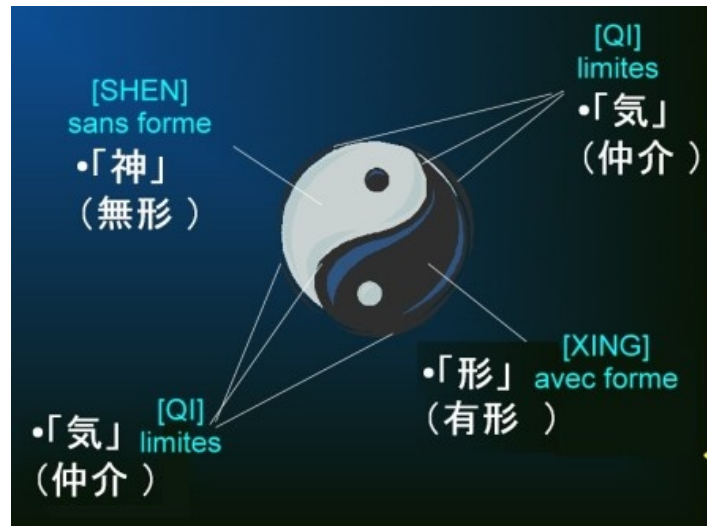 [QI]
limites
•「気」
(仲介 )
[SHEN]
sans forme
•「神」
(無形 )
[XING]
avec forme
•「形」
(有形 )
[QI]
limites
•「気」
(仲介 )